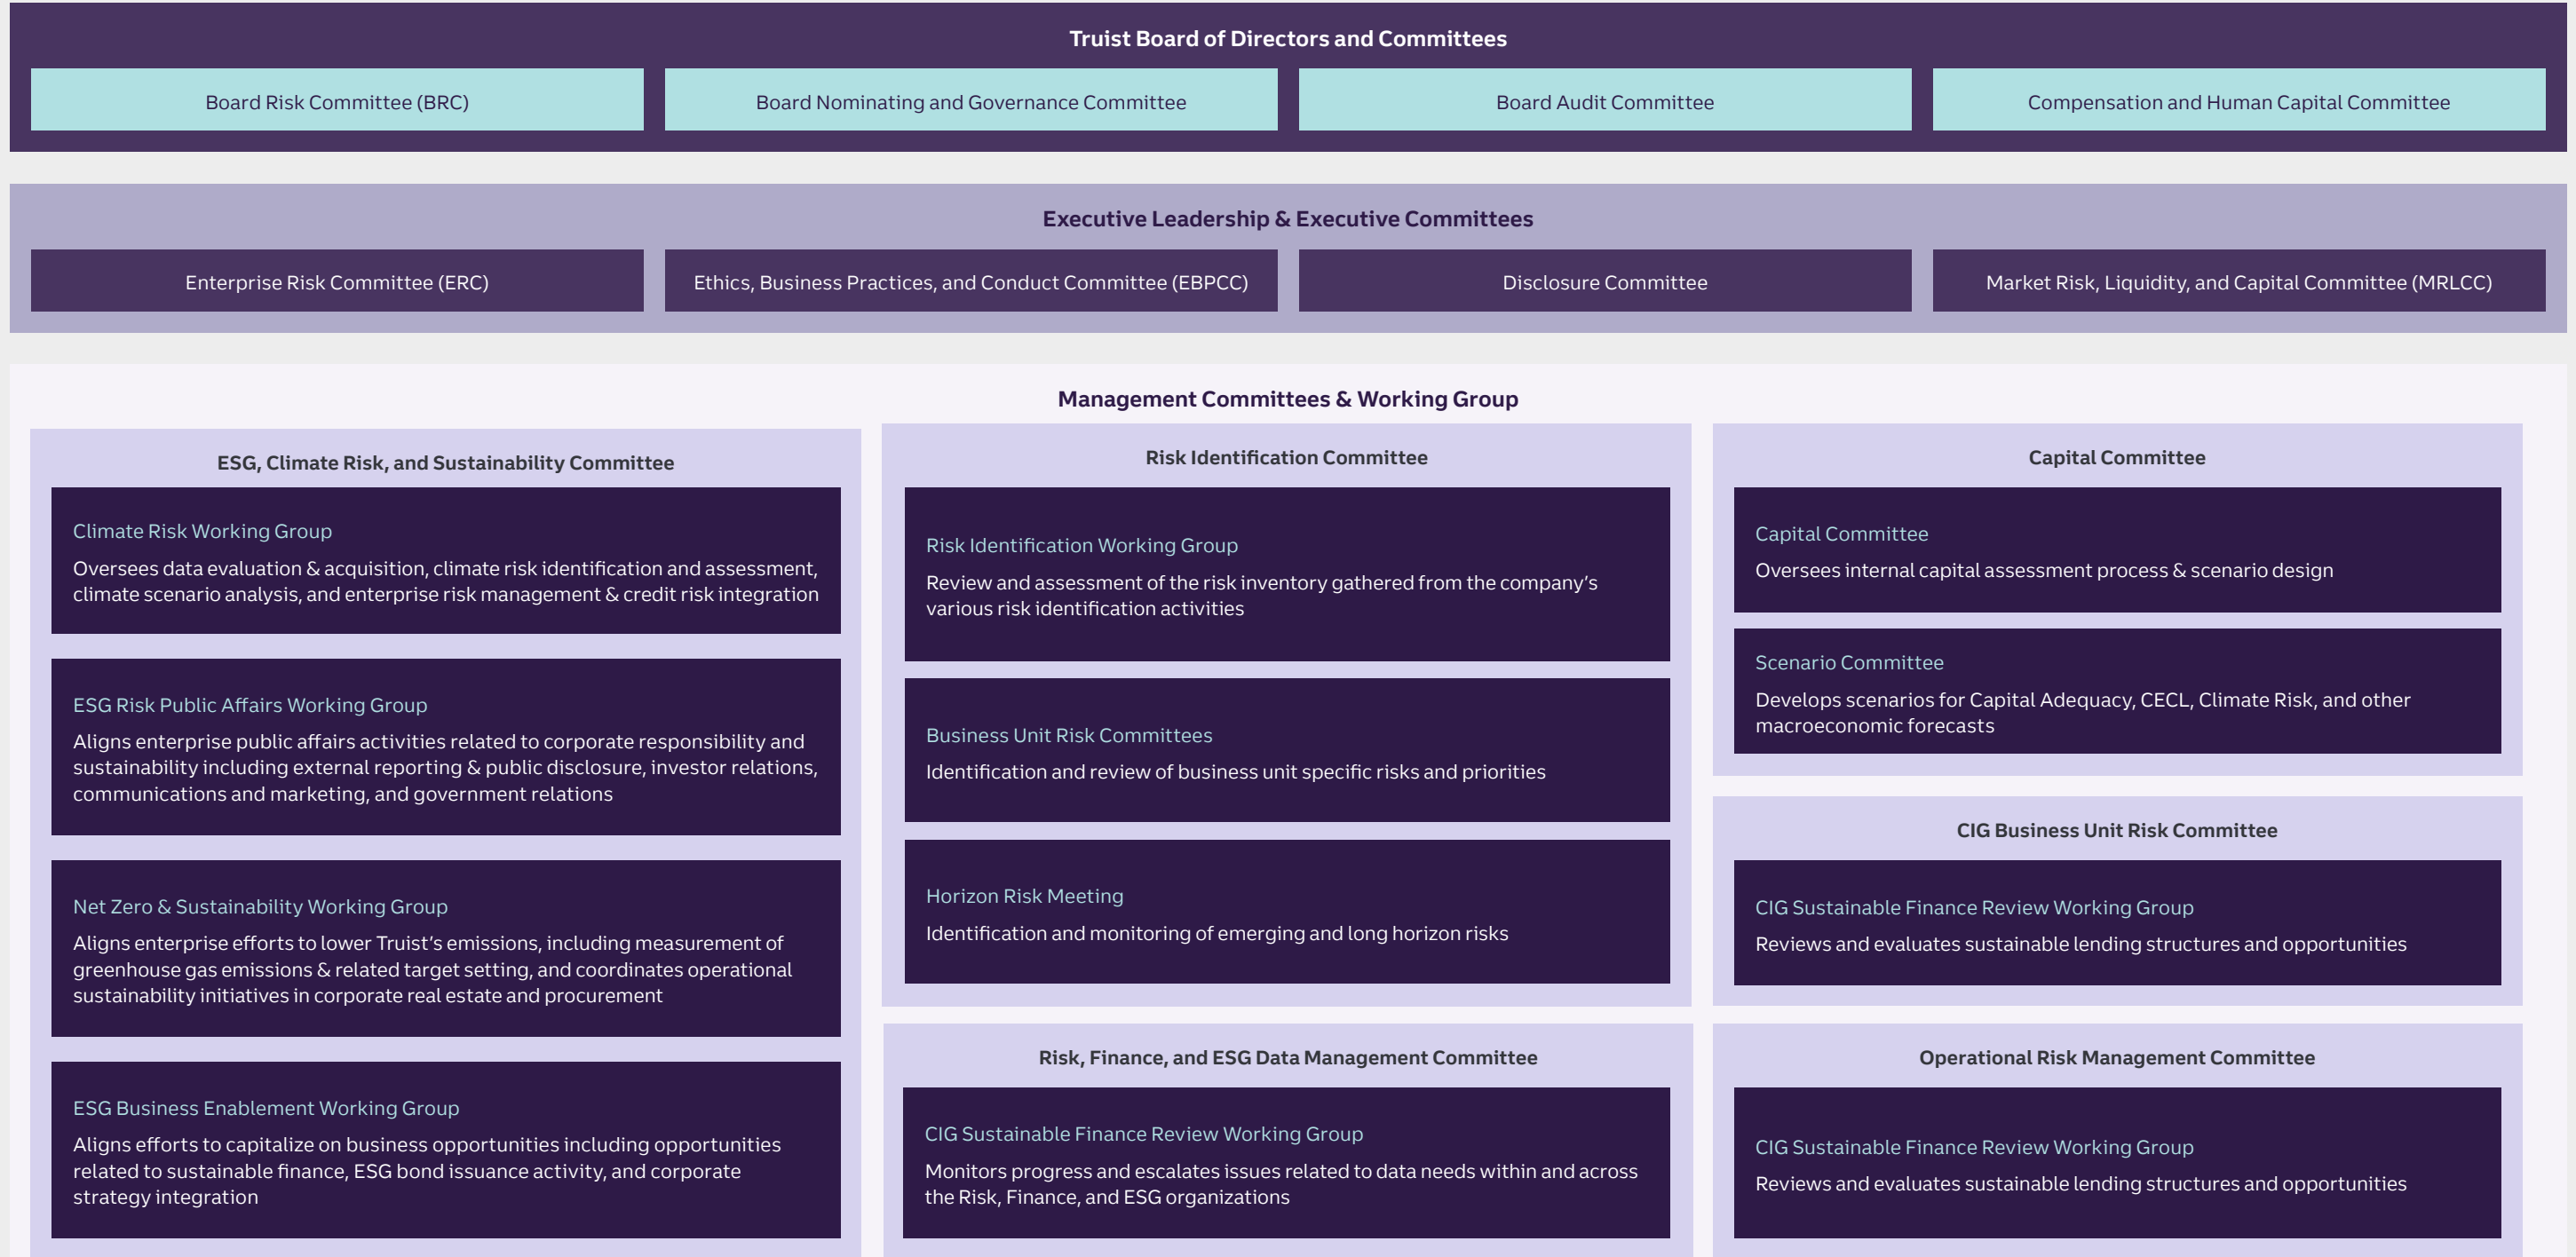 Truist Board of Directors and Committees
Board Risk Committee (BRC)
Board Nominating and Governance Committee
Board Audit Committee
Compensation and Human Capital Committee
Executive Leadership & Executive Committees
Enterprise Risk Committee (ERC)
Ethics, Business Practices, and Conduct Committee (EBPCC)
Disclosure Committee
Market Risk, Liquidity, and Capital Committee (MRLCC)
Management Committees & Working Group
ESG, Climate Risk, and Sustainability Committee
Climate Risk Working Group
Oversees data evaluation & acquisition, climate risk identification and assessment,
climate scenario analysis, and enterprise risk management & credit risk integration
ESG Risk Public Affairs Working Group
Aligns enterprise public affairs activities related to corporate responsibility and
sustainability including external reporting & public disclosure, investor relations,
communications and marketing, and government relations
Net Zero & Sustainability Working Group
Aligns enterprise efforts to lower Truist’s emissions, including measurement of
greenhouse gas emissions & related target setting, and coordinates operational
sustainability initiatives in corporate real estate and procurement
ESG Business Enablement Working Group
Aligns efforts to capitalize on business opportunities including opportunities
related to sustainable finance, ESG bond issuance activity, and corporate
strategy integration
Risk Identification Committee
Risk Identification Working Group
Review and assessment of the risk inventory gathered from the company’s
various risk identification activities
Business Unit Risk Committees
Identification and review of business unit specific risks and priorities
Horizon Risk Meeting
Identification and monitoring of emerging and long horizon risks
Risk, Finance, and ESG Data Management Committee
CIG Sustainable Finance Review Working Group
Monitors progress and escalates issues related to data needs within and across
the Risk, Finance, and ESG organizations
Capital Committee
Capital Committee
Oversees internal capital assessment process & scenario design
Scenario Committee
Develops scenarios for Capital Adequacy, CECL, Climate Risk, and other
macroeconomic forecasts
CIG Business Unit Risk Committee
CIG Sustainable Finance Review Working Group
Reviews and evaluates sustainable lending structures and opportunities
Operational Risk Management Committee
CIG Sustainable Finance Review Working Group
Reviews and evaluates sustainable lending structures and opportunities